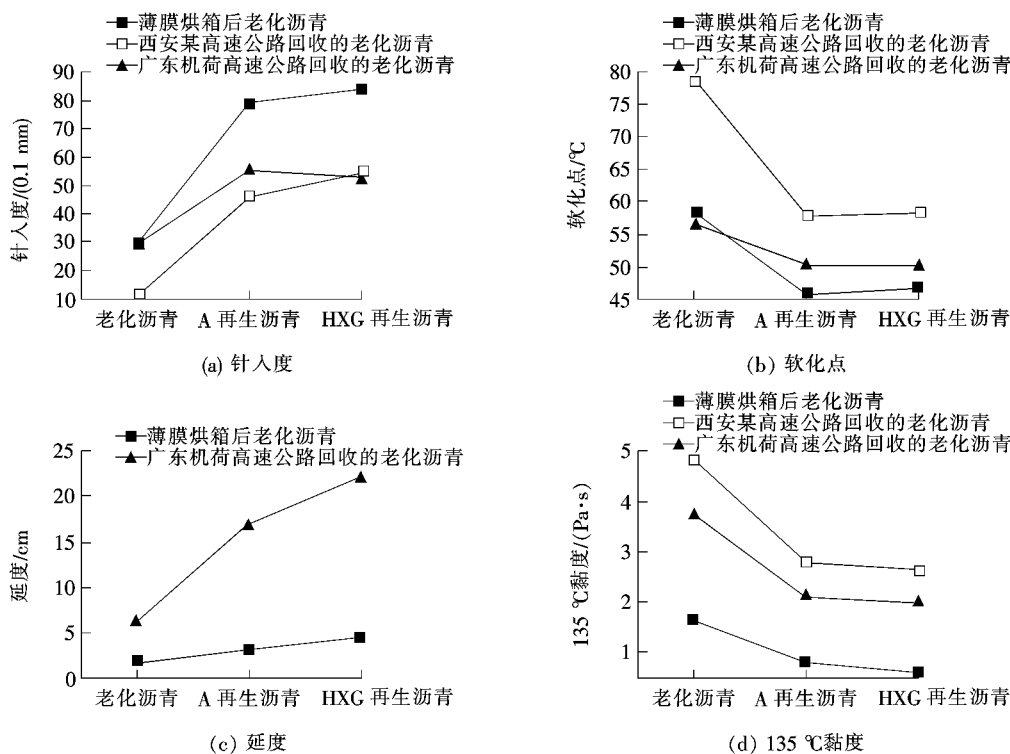 薄膜烘箱后老化沥青
西安某高速公路回收的老化沥青
广东机荷高速公路回收的老化沥青
针入度/(0.1 mm)
90
80
70
60
50
40
30
20
10
老化沥青 A 再生沥青 HXG 再生沥青
(a) 针入度
薄膜烘箱后老化沥青
西安某高速公路回收的老化沥青
广东机荷高速公路回收的老化沥青
软化点/℃
80
75
70
65
60
55
50
45
老化沥青 A 再生沥青 HXG 再生沥青
(b) 软化点
薄膜烘箱后老化沥青
广东机荷高速公路回收的老化沥青
延度/cm
25
20
15
10
5
0
老化沥青 A 再生沥青 HXG 再生沥青
(c) 延度
薄膜烘箱后老化沥青
西安某高速公路回收的老化沥青
广东机荷高速公路回收的老化沥青
135 ℃黏度/(Pa·s)
5
4
3
2
1
老化沥青 A 再生沥青 HXG 再生沥青
(d) 135 ℃黏度